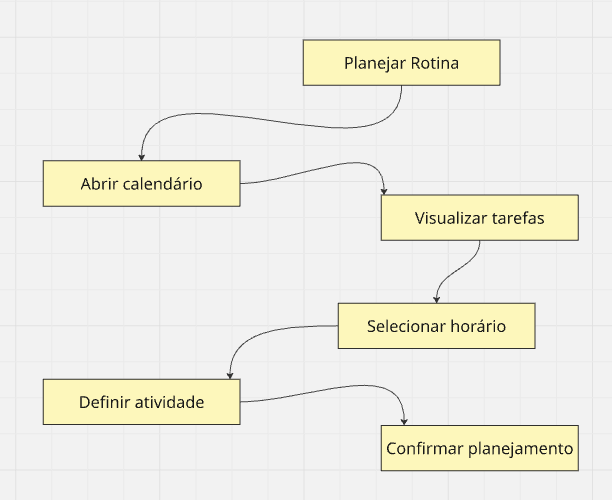 Planejar Rotina
Abrir calendário
Visualizar tarefas
Selecionar horário
Definir atividade
Confirmar planejamento